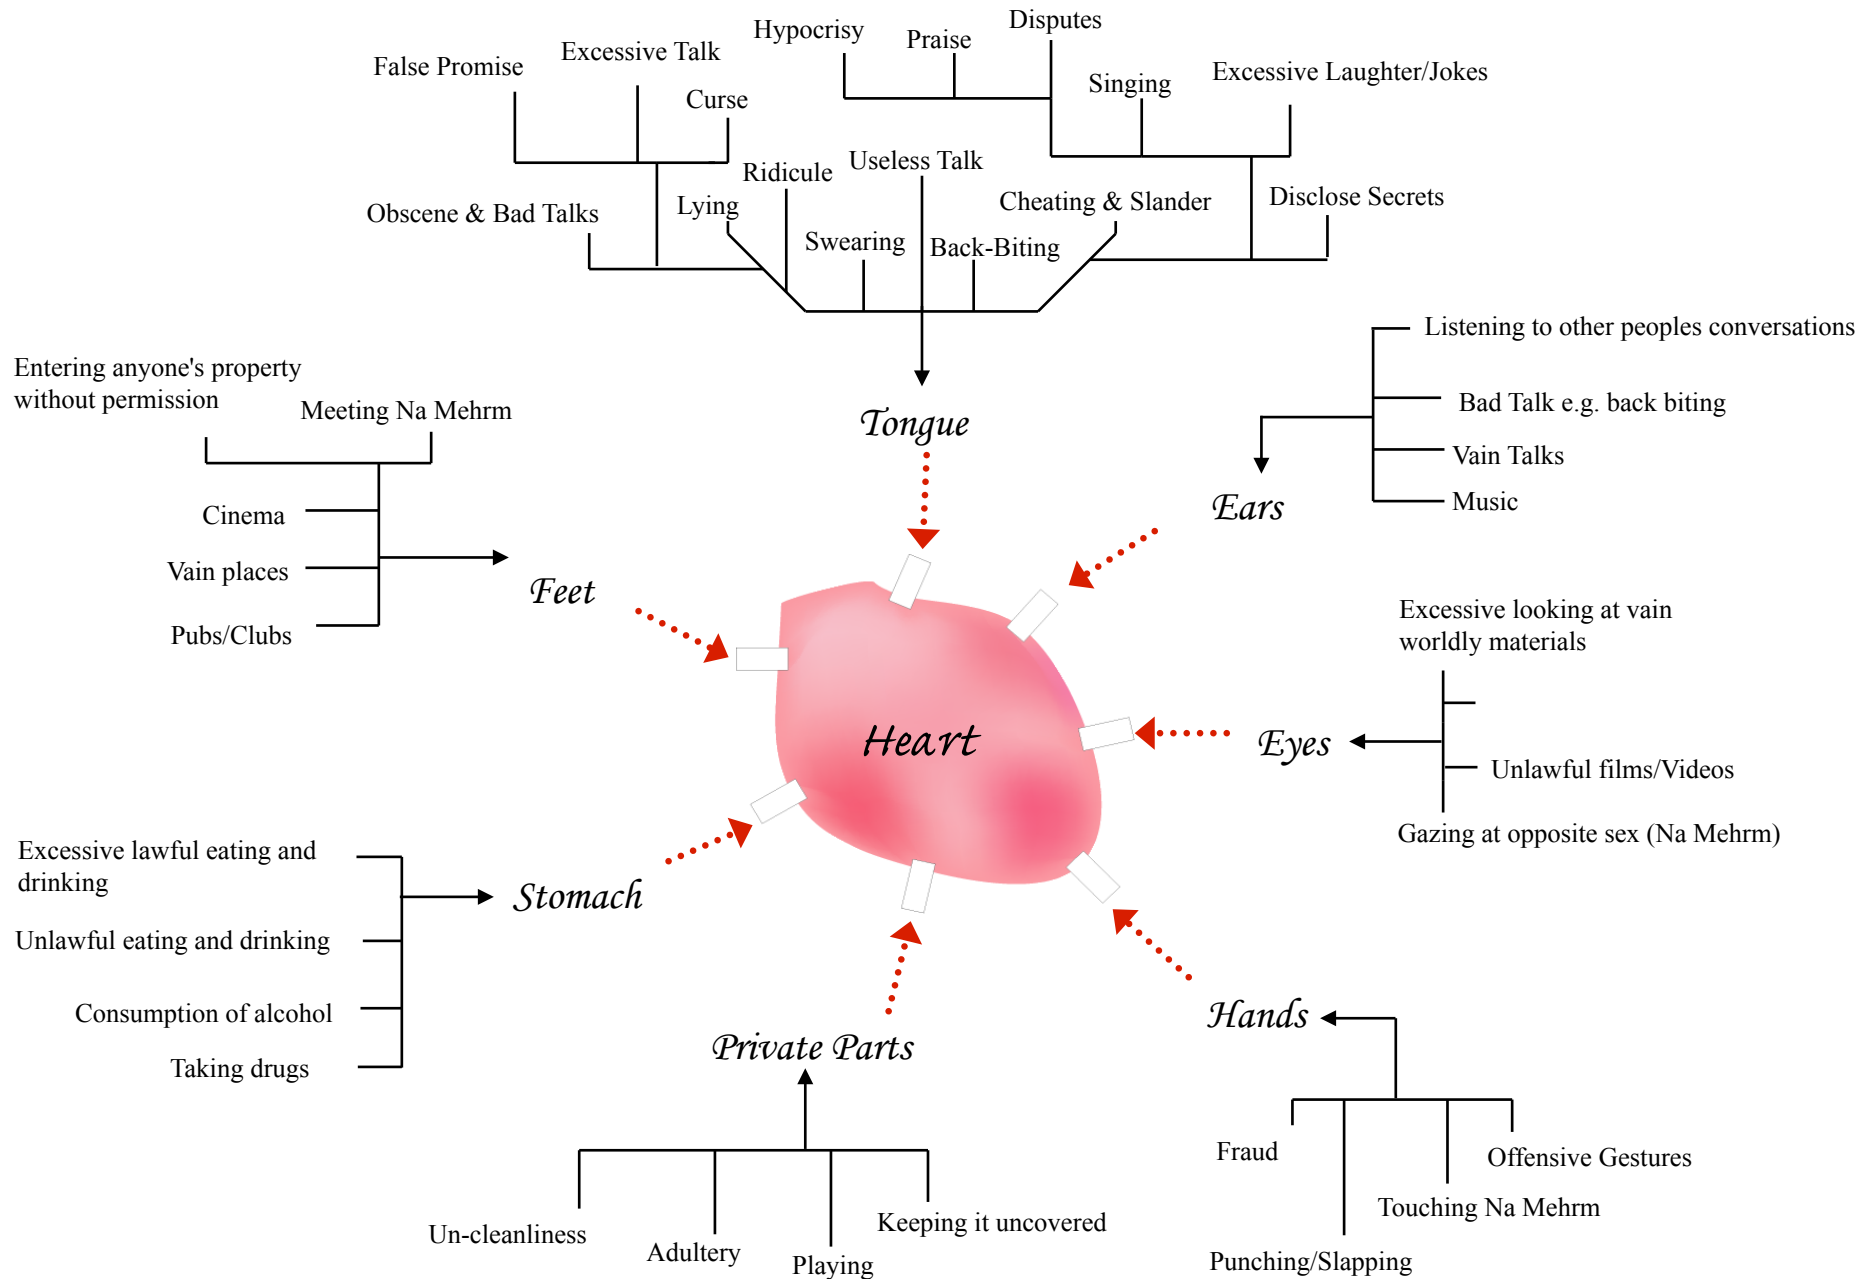 Disputes
Hypocrisy
Praise
Excessive Talk
False Promise
Excessive Laughter/Jokes
Singing
Curse
Useless Talk
Ridicule
Disclose Secrets
Cheating & Slander
Lying
Obscene & Bad Talks
Swearing
Back-Biting
Listening to other peoples conversations
Entering anyone's property
without permission
Meeting Na Mehrm
Bad Talk e.g. back biting
Tongue
Vain Talks
Music
Ears
Cinema
Vain places
Feet
Pubs/Clubs
Excessive looking at vain
worldly materials
Heart
Eyes
Unlawful films/Videos
Gazing at opposite sex (Na Mehrm)
Excessive lawful eating and
drinking
Stomach
Unlawful eating and drinking
Consumption of alcohol
Hands
Private Parts
Taking drugs
Fraud
Offensive Gestures
Touching Na Mehrm
Keeping it uncovered
Un-cleanliness
Adultery
Playing
Punching/Slapping